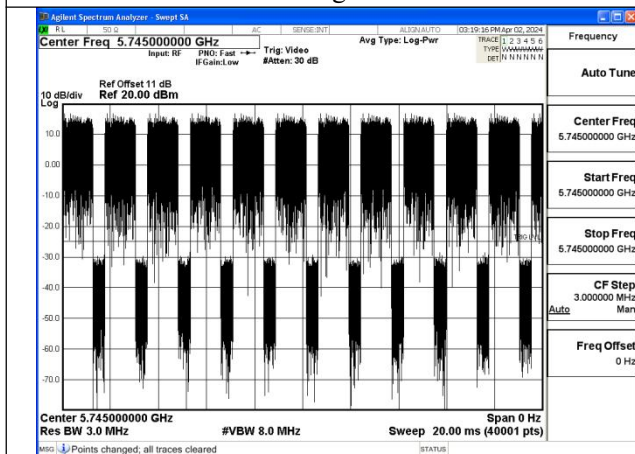 Agilent Spectrum Analyzer - Swept SA
RL
50 Ω
AC
SENSE:INT
ALIGNAUTO
03:19:16 PM Apr 02, 2024
Center Freq 5.745000000 GHz
Input: RF
PNO: Fast
IFGain:Low
Trig: Video
#Atten: 30 dB
Avg Type: Log-Pwr
TRACE 1 2 3 4 5 6
TYPE
DET N N N N N N
Ref Offset 11 dB
10 dB/div Ref 20.00 dBm
Log
10.0
0.00
-10.0
-20.0
-30.0
-40.0
-50.0
-60.0
-70.0
Center 5.745000000 GHz
Span 0 Hz
Res BW 3.0 MHz
#VBW 8.0 MHz
Sweep 20.00 ms (40001 pts)
MSG
Points changed; all traces cleared
STATUS
Frequency
Auto Tune
Center Freq
5.745000000 GHz
Start Freq
5.745000000 GHz
Stop Freq
5.745000000 GHz
CF Step
3.000000 MHz
Auto Man
Freq Offset
0 Hz